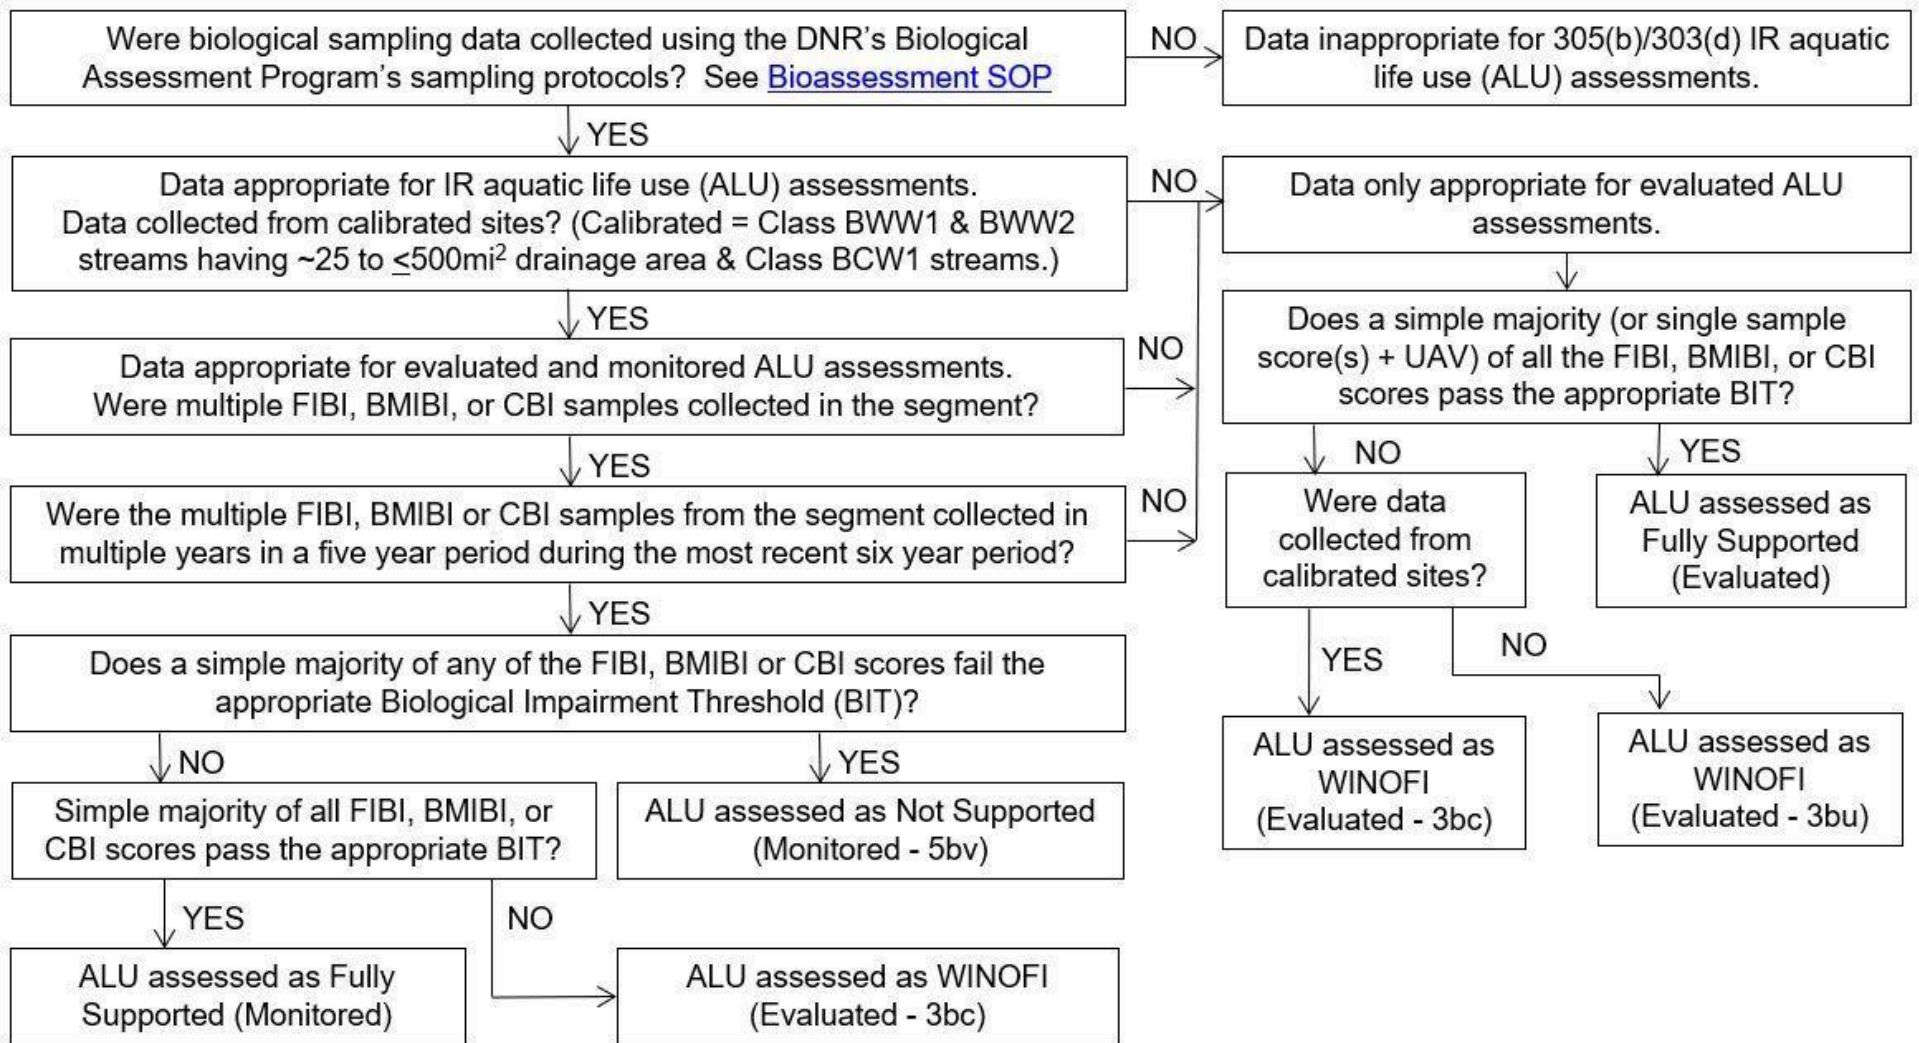 Were biological sampling data collected using the DNR's Biological
Assessment Program's sampling protocols? See Bioassessment SOP
NO
Data inappropriate for 305(b)/303(d) IR aquatic
life use (ALU) assessments.
YES
Data appropriate for IR aquatic life use (ALU) assessments.
Data collected from calibrated sites? (Calibrated = Class BWW1 & BWW2
streams having ~25 to ≤500mi² drainage area & Class BCW1 streams.)
NO
Data only appropriate for evaluated ALU
assessments.
YES
Data appropriate for evaluated and monitored ALU assessments.
Were multiple FIBI, BMIBI, or CBI samples collected in the segment?
NO
Does a simple majority (or single sample
score(s) + UAV) of all the FIBI, BMIBI, or CBI
scores pass the appropriate BIT?
YES
Were the multiple FIBI, BMIBI or CBI samples from the segment collected in
multiple years in a five year period during the most recent six year period?
NO
NO
Were data
collected from
calibrated sites?
YES
ALU assessed as
Fully Supported
(Evaluated)
YES
Does a simple majority of any of the FIBI, BMIBI or CBI scores fail the
appropriate Biological Impairment Threshold (BIT)?
YES
NO
ALU assessed as
WINOFI
(Evaluated - 3bc)
ALU assessed as
WINOFI
(Evaluated - 3bu)
NO
YES
Simple majority of all FIBI, BMIBI, or
CBI scores pass the appropriate BIT?
ALU assessed as Not Supported
(Monitored - 5bv)
YES
NO
ALU assessed as Fully
Supported (Monitored)
ALU assessed as WINOFI
(Evaluated - 3bc)